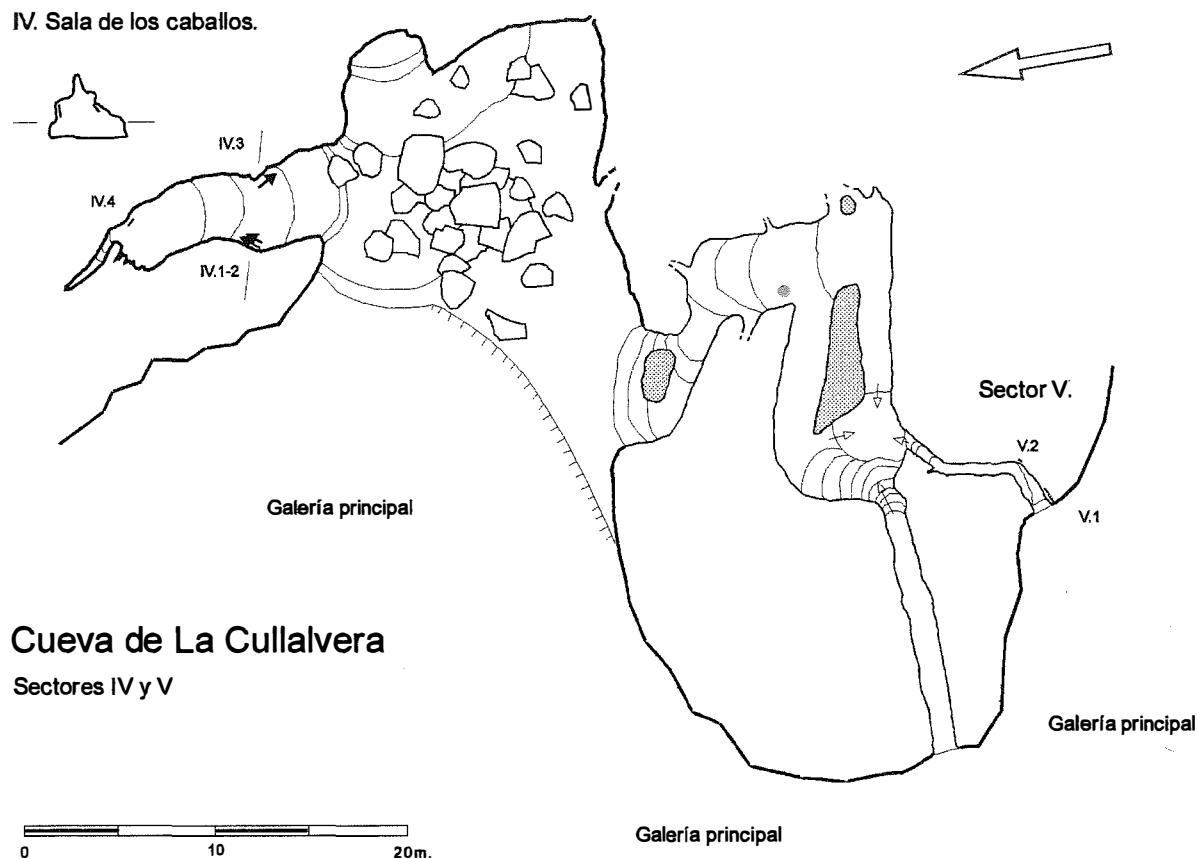 IV. Sala de los caballos.
IV.3
IV.4
IV.1-2
Sector V.
V.2
V.1
Galería principal
Cueva de La Cullalvera
Sectores IV y V
Galería principal
Galería principal
0 10 20m.